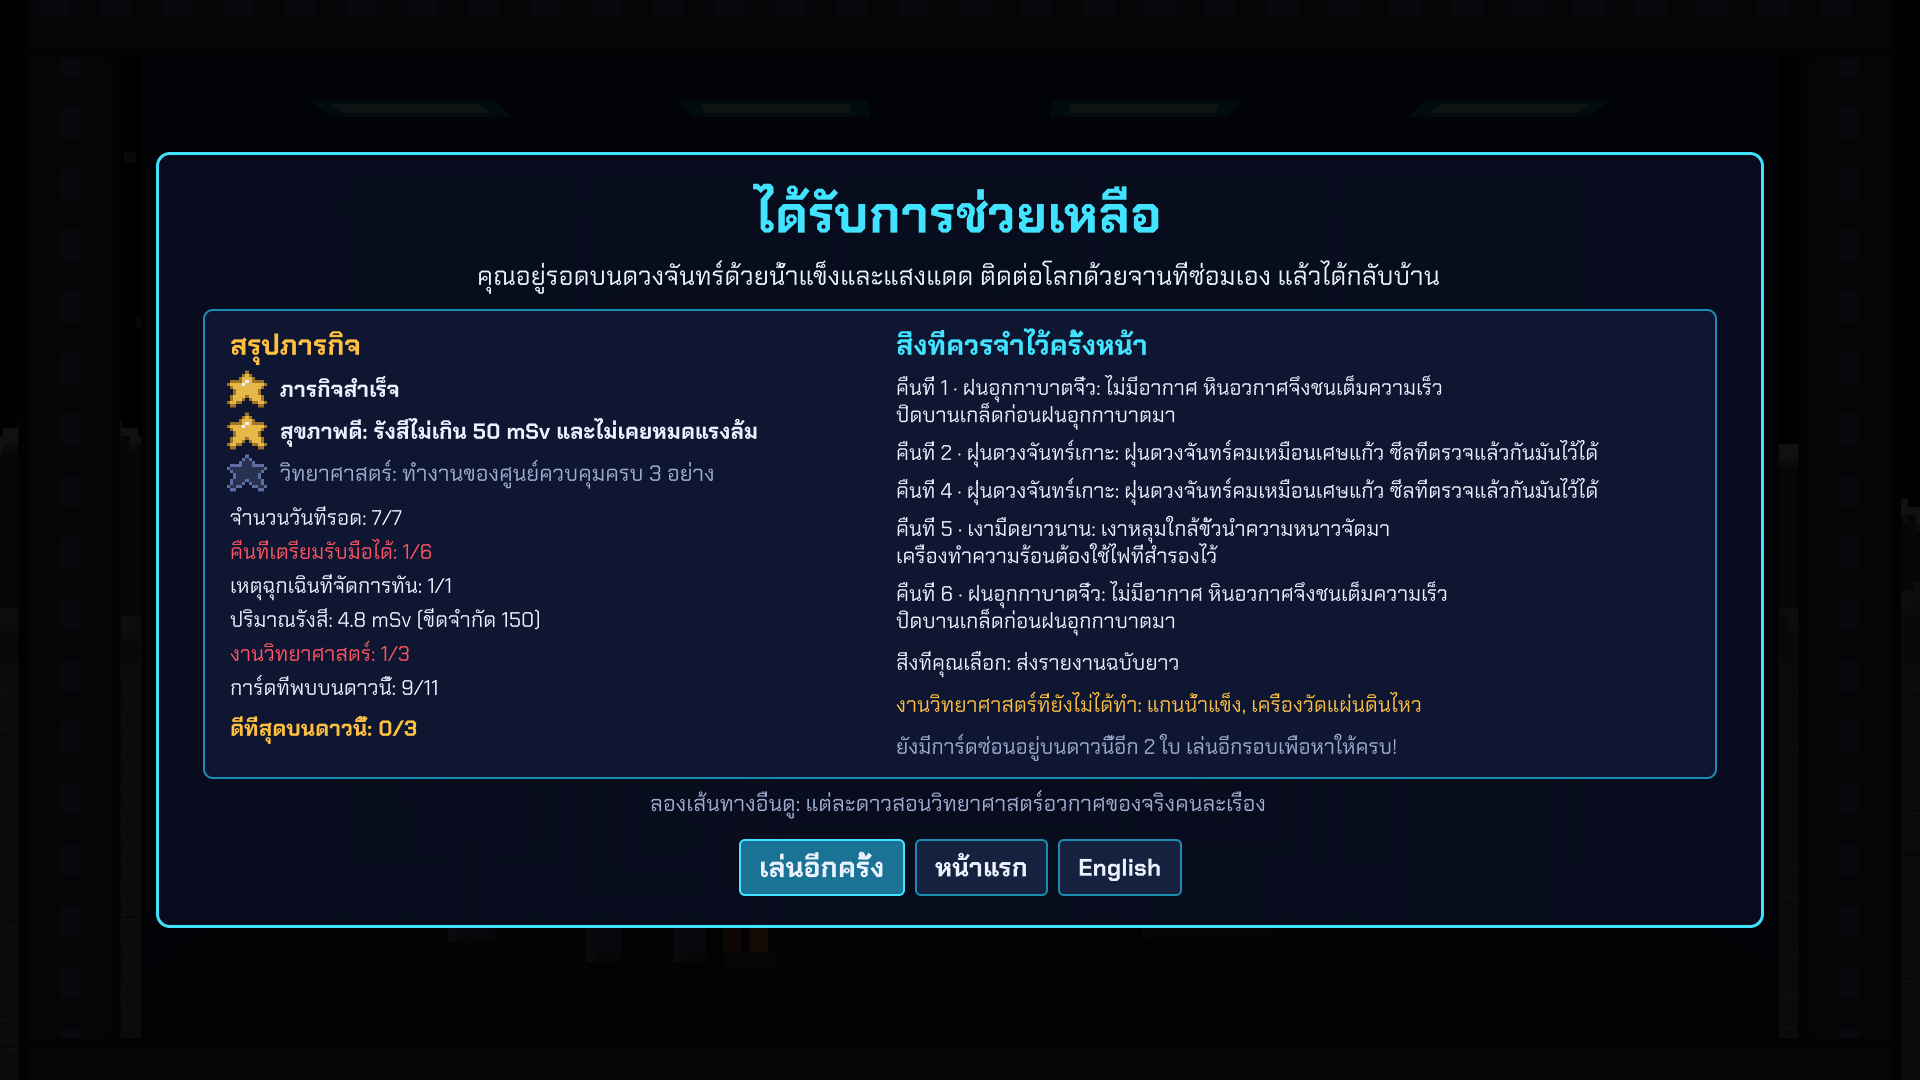 ได้รับการช่วยเหลือ
คุณอยู่รอดบนดวงจันทร์ด้วยน้ำแข็งและแสงแดด ติดต่อโลกด้วยจานที่ซ่อมเอง แล้วได้กลับบ้าน
สรุปภารกิจ
ภารกิจสำเร็จ
สุขภาพดี: รังสีไม่เกิน 50 mSv และไม่เคยหมดแรงล้ม
วิทยาศาสตร์: ทำงานของศูนย์ควบคุมครบ 3 อย่าง
จำนวนวันที่รอด: 7/7
คืนที่เตรียมรับมือได้: 1/6
เหตุฉุกเฉินที่จัดการทัน: 1/1
ปริมาณรังสี: 4.8 mSv (ขีดจำกัด 150)
งานวิทยาศาสตร์: 1/3
การ์ดที่พบบนดาวนี้: 9/11
ดีที่สุดบนดาวนี้: 0/3
สิ่งที่ควรจำไว้ครั้งหน้า
คืนที่ 1 · ฝนอุกกาบาตจิ๋ว: ไม่มีอากาศ หินอวกาศจึงชนเต็มความเร็ว
ปิดบานเกล็ดก่อนฝนอุกกาบาตมา
คืนที่ 2 · ฝุ่นดวงจันทร์เกาะ: ฝุ่นดวงจันทร์คมเหมือนเศษแก้ว ซีลที่ตรวจแล้วกันมันไว้ได้
คืนที่ 4 · ฝุ่นดวงจันทร์เกาะ: ฝุ่นดวงจันทร์คมเหมือนเศษแก้ว ซีลที่ตรวจแล้วกันมันไว้ได้
คืนที่ 5 · เงามืดยาวนาน: เงาหลุมใกล้ขั้วนำความหนาวจัดมา
เครื่องทำความร้อนต้องใช้ไฟที่สำรองไว้
คืนที่ 6 · ฝนอุกกาบาตจิ๋ว: ไม่มีอากาศ หินอวกาศจึงชนเต็มความเร็ว
ปิดบานเกล็ดก่อนฝนอุกกาบาตมา
สิ่งที่คุณเลือก: ส่งรายงานฉบับยาว
งานวิทยาศาสตร์ที่ยังไม่ได้ทำ: แกนน้ำแข็ง, เครื่องวัดแผ่นดินไหว
ยังมีการ์ดซ่อนอยู่บนดาวนี้อีก 2 ใบ เล่นอีกรอบเพื่อหาให้ครบ!
ลองเส้นทางอื่นดู: แต่ละดาวสอนวิทยาศาสตร์อวกาศของจริงคนละเรื่อง
เล่นอีกครั้ง
หน้าแรก
English